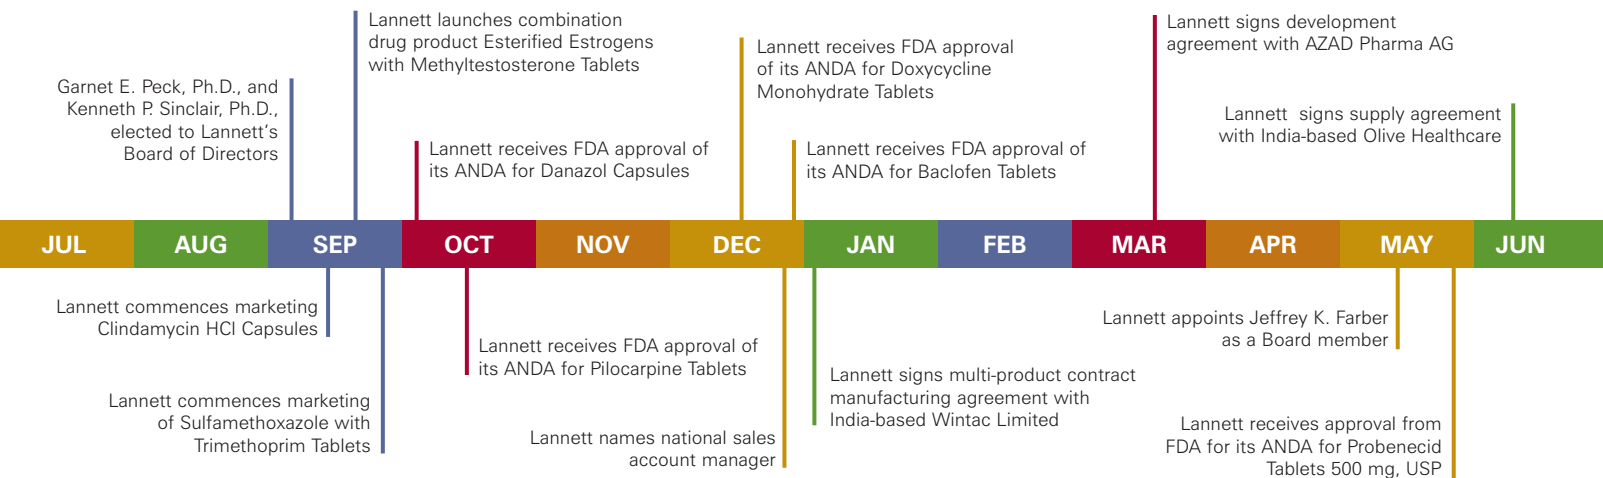 Lannett launches combination
drug product Esterified Estrogens
with Methyltestosterone Tablets
Garnet E. Peck, Ph.D., and
Kenneth P. Sinclair, Ph.D.,
elected to Lannett's
Board of Directors
Lannett receives FDA approval of
its ANDA for Danazol Capsules
Lannett receives FDA approval
of its ANDA for Doxycycline
Monohydrate Tablets
Lannett receives FDA approval of
its ANDA for Baclofen Tablets
Lannett signs development
agreement with AZAD Pharma AG
Lannett signs supply agreement
with India-based Olive Healthcare
JUL AUG SEP OCT NOV DEC JAN FEB MAR APR MAY JUN
Lannett commences marketing
Clindamycin HCl Capsules
Lannett commences marketing
of Sulfamethoxazole with
Trimethoprim Tablets
Lannett receives FDA approval of
its ANDA for Pilocarpine Tablets
Lannett names national sales
account manager
Lannett signs multi-product contract
manufacturing agreement with
India-based Wintac Limited
Lannett appoints Jeffrey K. Farber
as a Board member
Lannett receives approval from
FDA for its ANDA for Probenecid
Tablets 500 mg, USP